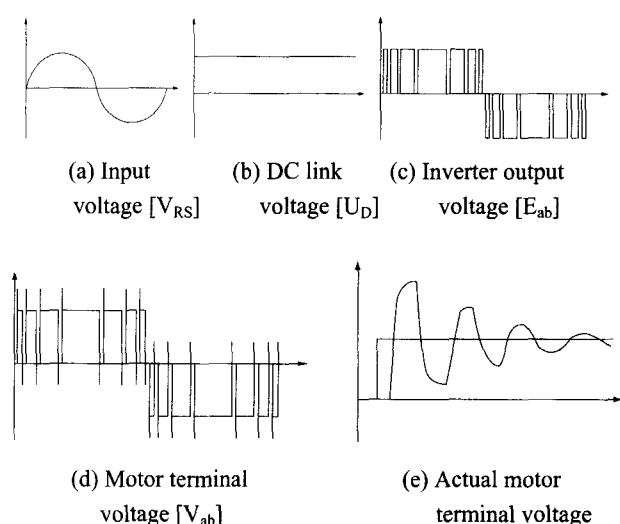 (a) Input
voltage [V_RS]
(b) DC link
voltage [U_D]
(c) Inverter output
voltage [E_ab]
(d) Motor terminal
voltage [V_ab]
(e) Actual motor
terminal voltage